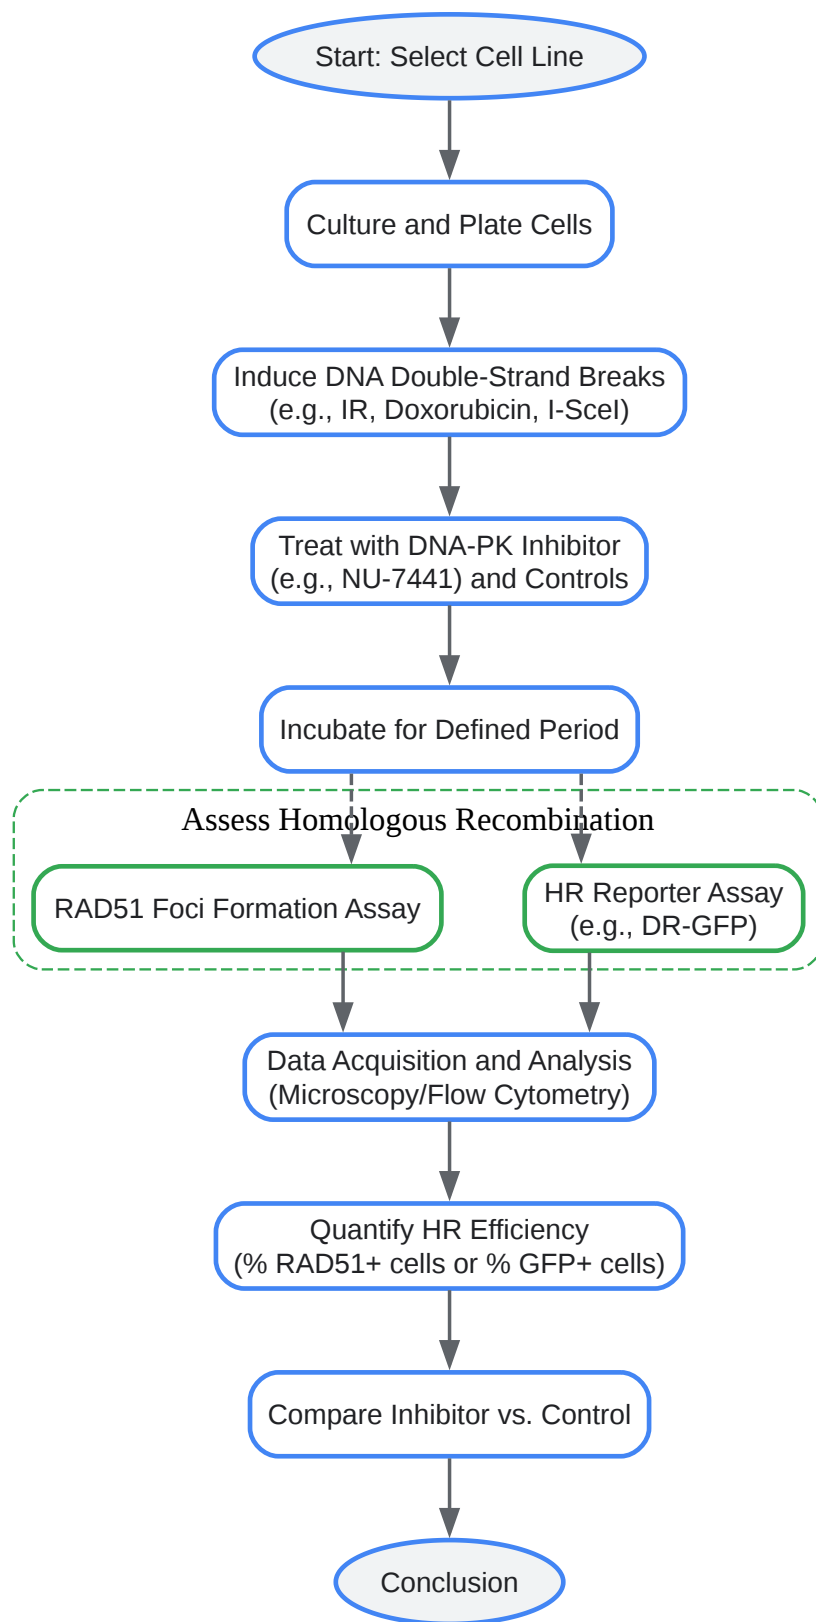 Start: Select Cell Line
Culture and Plate Cells
Induce DNA Double-Strand Breaks
(e.g., IR, Doxorubicin, I-SceI)
Treat with DNA-PK Inhibitor
(e.g., NU-7441) and Controls
Incubate for Defined Period
Assess Homologous Recombination
RAD51 Foci Formation Assay
HR Reporter Assay
(e.g., DR-GFP)
Data Acquisition and Analysis
(Microscopy/Flow Cytometry)
Quantify HR Efficiency
(% RAD51+ cells or % GFP+ cells)
Compare Inhibitor vs. Control
Conclusion